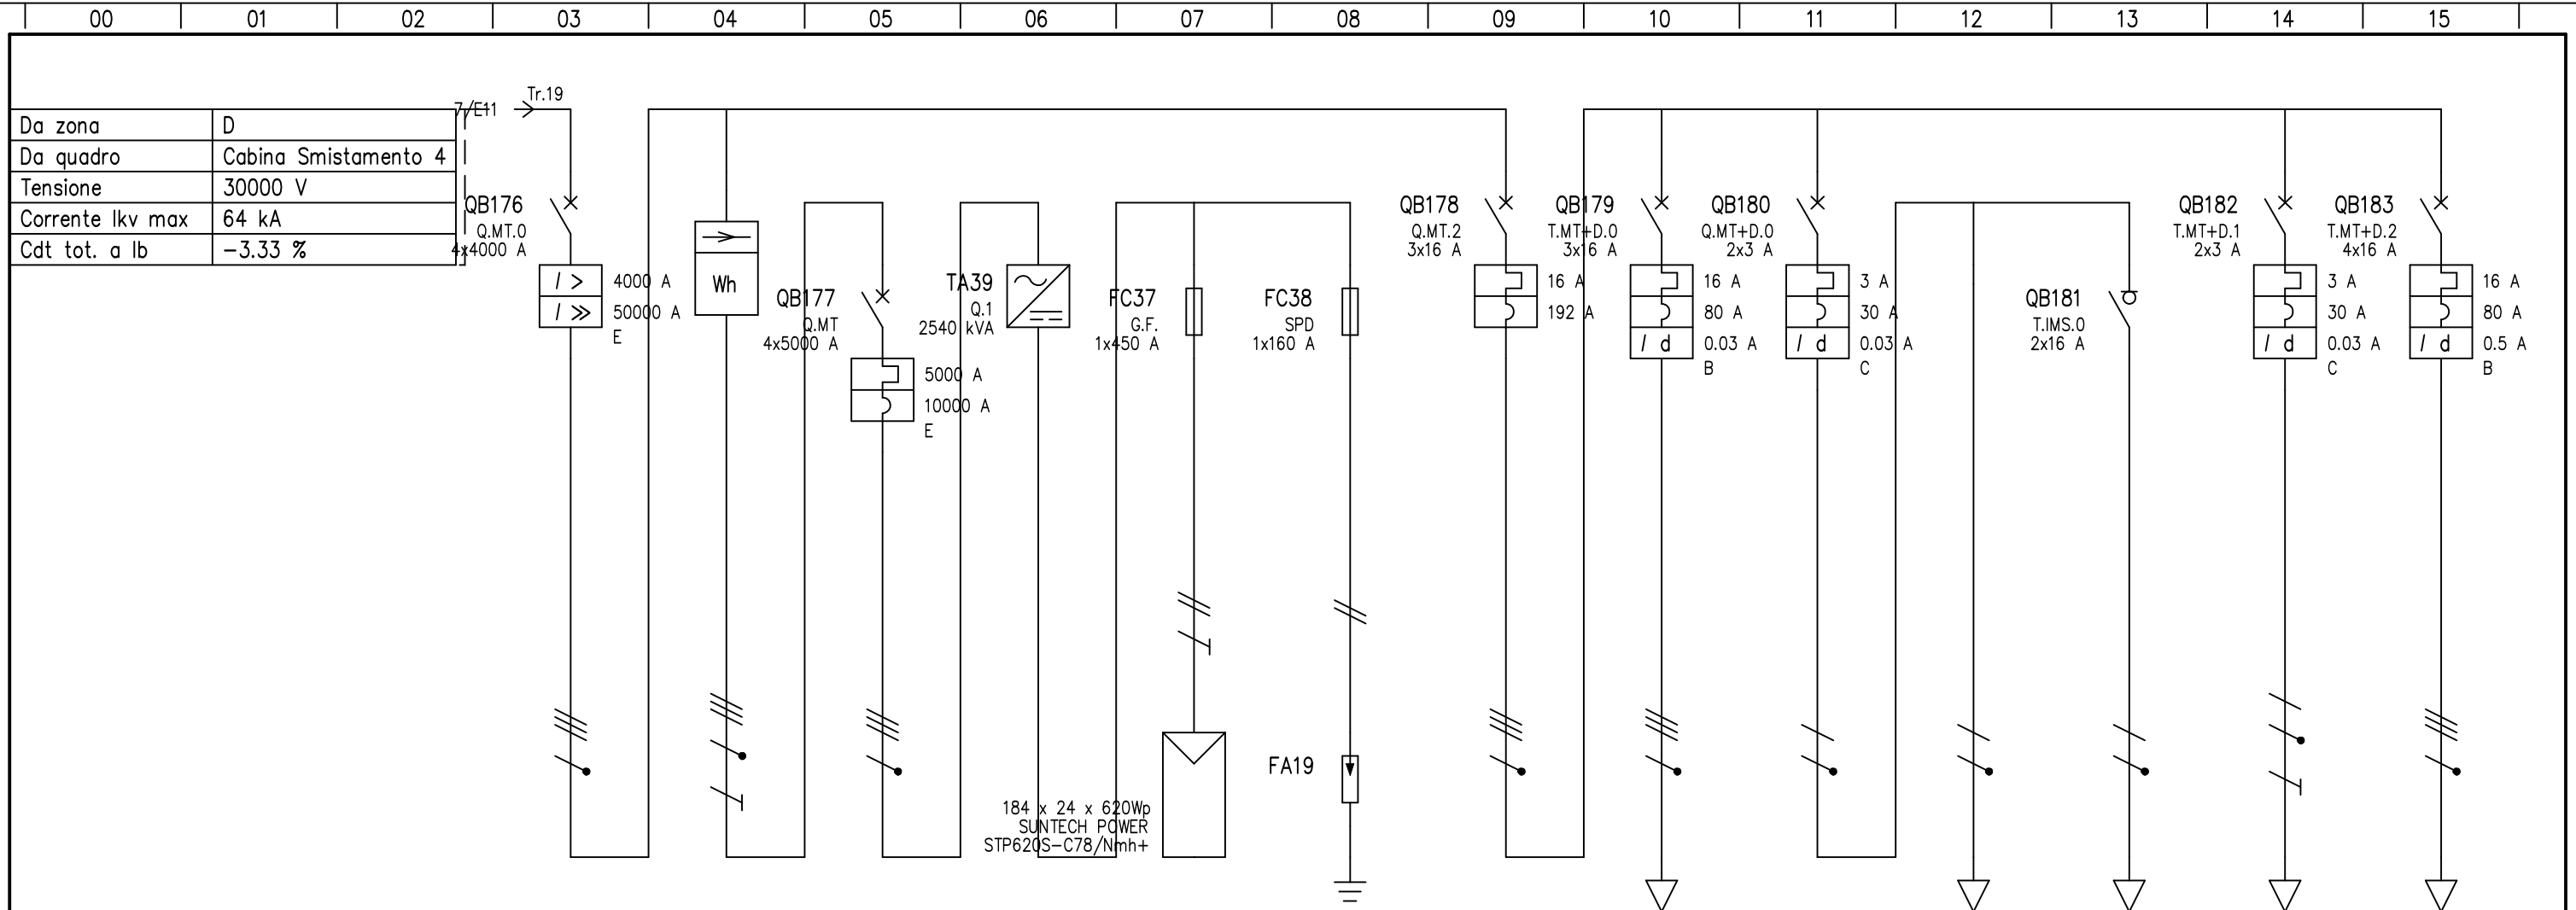 00 01 02 03 04 05 06 07 08 09 10 11 12 13 14 15
7/E11
Tr.19
Da zona D
Da quadro Cabina Smistamento 4
Tensione 30000 V
Corrente Ikv max 64 kA
Cdt tot. a Ib -3.33 %
QB176
Q.MT.0
4x4000 A
I > 4000 A
I >> 50000 A
E
Wh
QB177
Q.MT
4x5000 A
5000 A
10000 A
E
TA39
Q.1
2540 kVA
FC37
G.F.
1x450 A
184 x 24 x 620Wp
SUNTECH POWER
STP620S-C78/Nmh+
FC38
SPD
1x160 A
FA19
QB178
Q.MT.2
3x16 A
16 A
192 A
QB179
T.MT+D.0
3x16 A
16 A
80 A
I d 0.03 A
B
QB180
Q.MT+D.0
2x3 A
3 A
30 A
I d 0.03 A
C
QB181
T.IMS.0
2x16 A
QB182
T.MT+D.1
2x3 A
3 A
30 A
I d 0.03 A
C
QB183
T.MT+D.2
4x16 A
16 A
80 A
I d 0.5 A
B